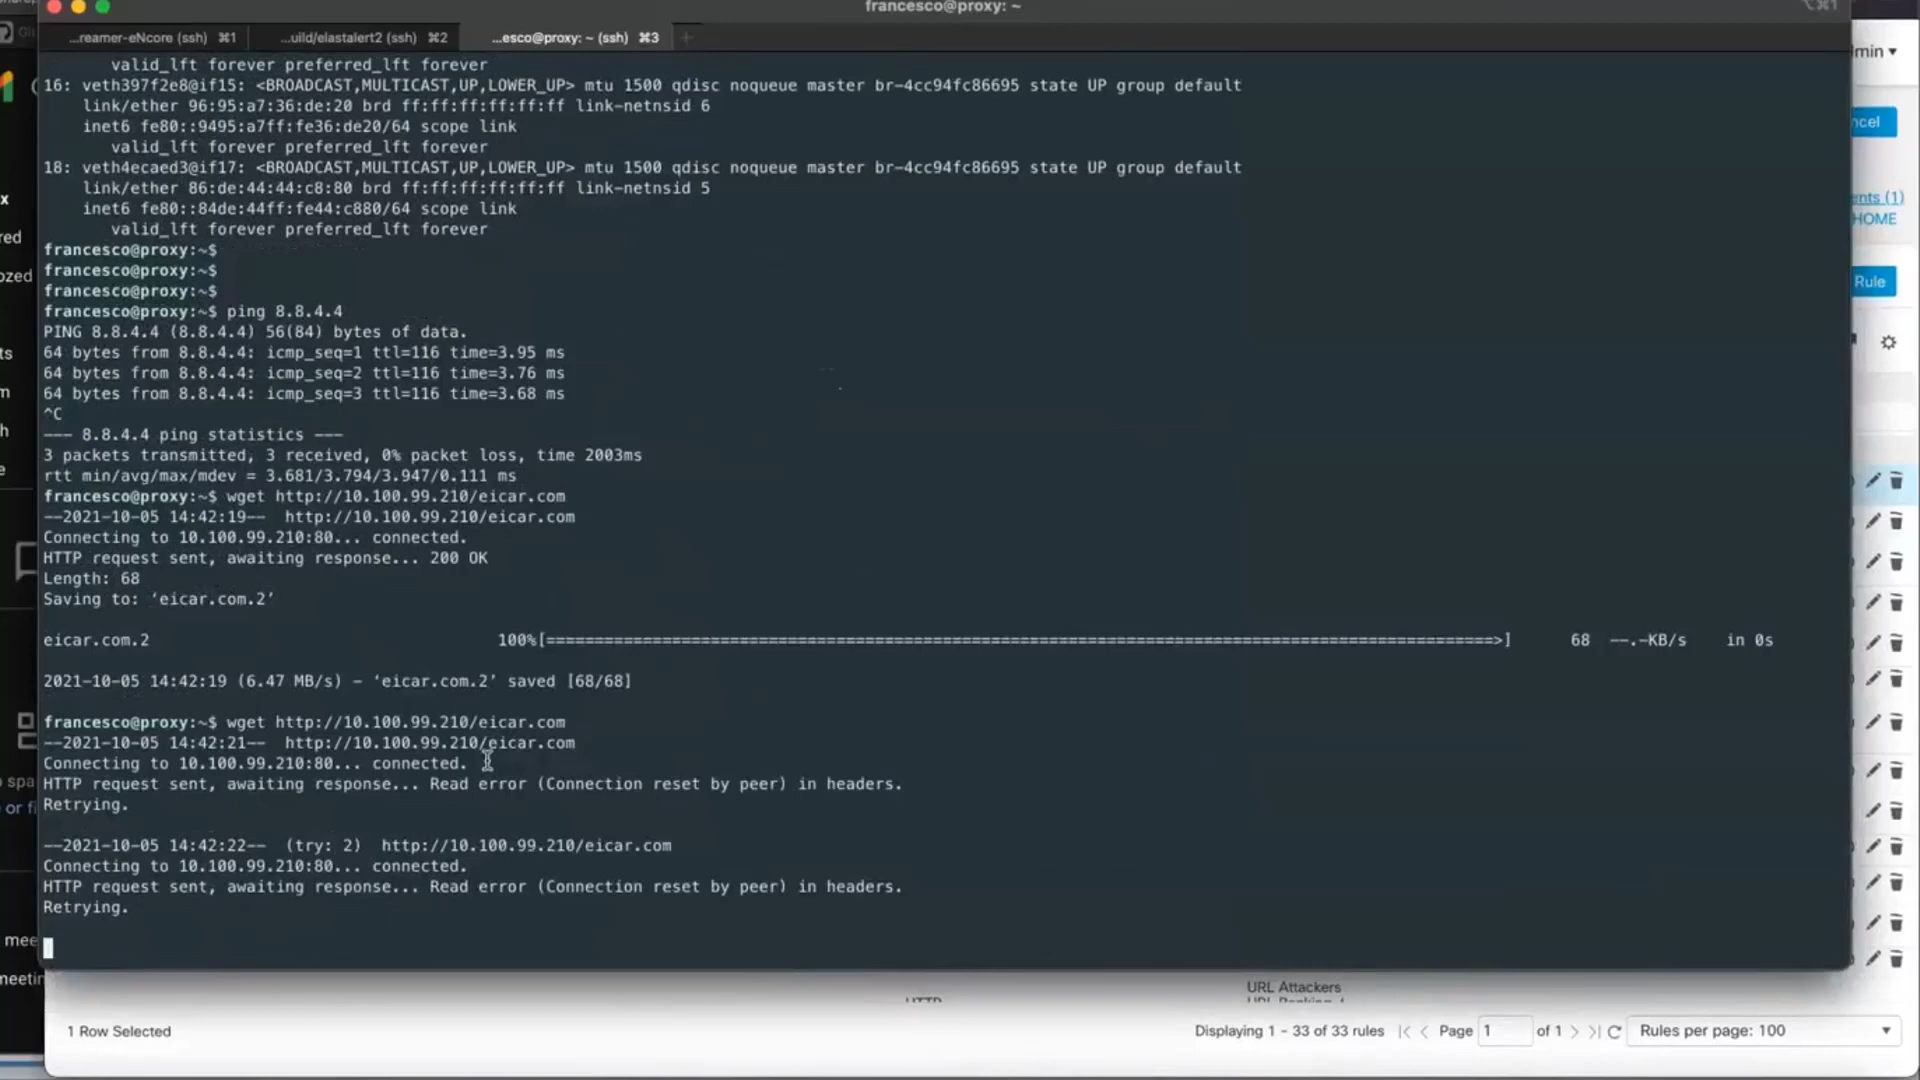 francesco@proxy: ~
⌥⌘1
...reamer-eNcore (ssh) ⌘1
...uild/elastalert2 (ssh) ⌘2
...esco@proxy: ~ (ssh) ⌘3
+
valid_lft forever preferred_lft forever
16: veth397f2e8@if15: <BROADCAST,MULTICAST,UP,LOWER_UP> mtu 1500 qdisc noqueue master br-4cc94fc86695 state UP group default
link/ether 96:95:a7:36:de:20 brd ff:ff:ff:ff:ff:ff link-netnsid 6
inet6 fe80::9495:a7ff:fe36:de20/64 scope link
valid_lft forever preferred_lft forever
18: veth4ecaed3@if17: <BROADCAST,MULTICAST,UP,LOWER_UP> mtu 1500 qdisc noqueue master br-4cc94fc86695 state UP group default
link/ether 86:de:44:44:c8:80 brd ff:ff:ff:ff:ff:ff link-netnsid 5
inet6 fe80::84de:44ff:fe44:c880/64 scope link
valid_lft forever preferred_lft forever
francesco@proxy:~$
francesco@proxy:~$
francesco@proxy:~$
francesco@proxy:~$ ping 8.8.4.4
PING 8.8.4.4 (8.8.4.4) 56(84) bytes of data.
64 bytes from 8.8.4.4: icmp_seq=1 ttl=116 time=3.95 ms
64 bytes from 8.8.4.4: icmp_seq=2 ttl=116 time=3.76 ms
64 bytes from 8.8.4.4: icmp_seq=3 ttl=116 time=3.68 ms
^C
--- 8.8.4.4 ping statistics ---
3 packets transmitted, 3 received, 0% packet loss, time 2003ms
rtt min/avg/max/mdev = 3.681/3.794/3.947/0.111 ms
francesco@proxy:~$ wget http://10.100.99.210/eicar.com
--2021-10-05 14:42:19-- http://10.100.99.210/eicar.com
Connecting to 10.100.99.210:80... connected.
HTTP request sent, awaiting response... 200 OK
Length: 68
Saving to: ‘eicar.com.2’
eicar.com.2 100%[===================================================================================================>] 68 --.-KB/s in 0s
2021-10-05 14:42:19 (6.47 MB/s) - ‘eicar.com.2’ saved [68/68]
francesco@proxy:~$ wget http://10.100.99.210/eicar.com
--2021-10-05 14:42:21-- http://10.100.99.210/eicar.com
Connecting to 10.100.99.210:80... connected.
HTTP request sent, awaiting response... Read error (Connection reset by peer) in headers.
Retrying.
--2021-10-05 14:42:22-- (try: 2) http://10.100.99.210/eicar.com
Connecting to 10.100.99.210:80... connected.
HTTP request sent, awaiting response... Read error (Connection reset by peer) in headers.
Retrying.
min
ncel
ents (1)
HOME
Rule
x
red
ozed
ts
m
h
e
spa
or fi
mee
meetin
HTTP
URL Attackers
1 Row Selected
Displaying 1 - 33 of 33 rules |< < Page 1 of 1 > >| Rules per page: 100